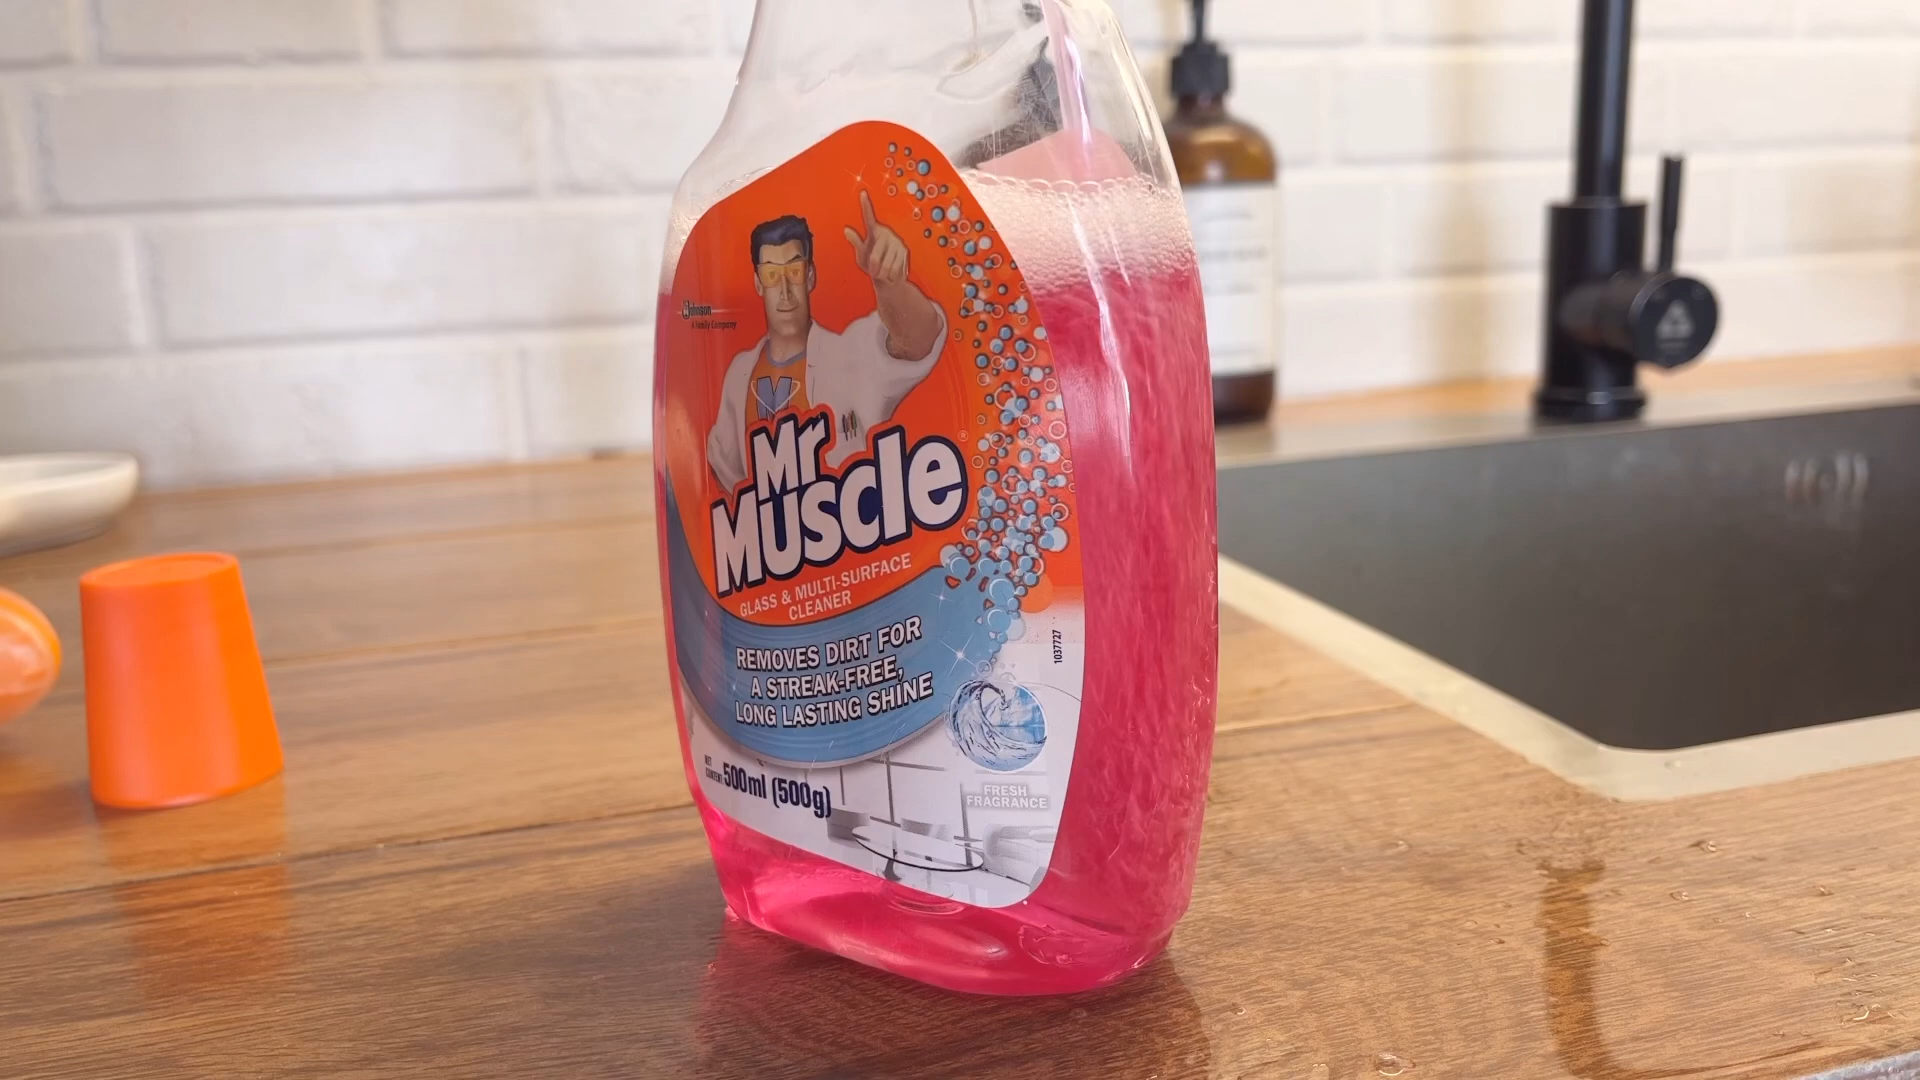 Johnson
A Family Company
M
Mr
Muscle®
GLASS & MULTI-SURFACE
CLEANER
REMOVES DIRT FOR
A STREAK-FREE,
LONG LASTING SHINE
NET
CONTENT 500ml (500g)
FRESH
FRAGRANCE
1037727